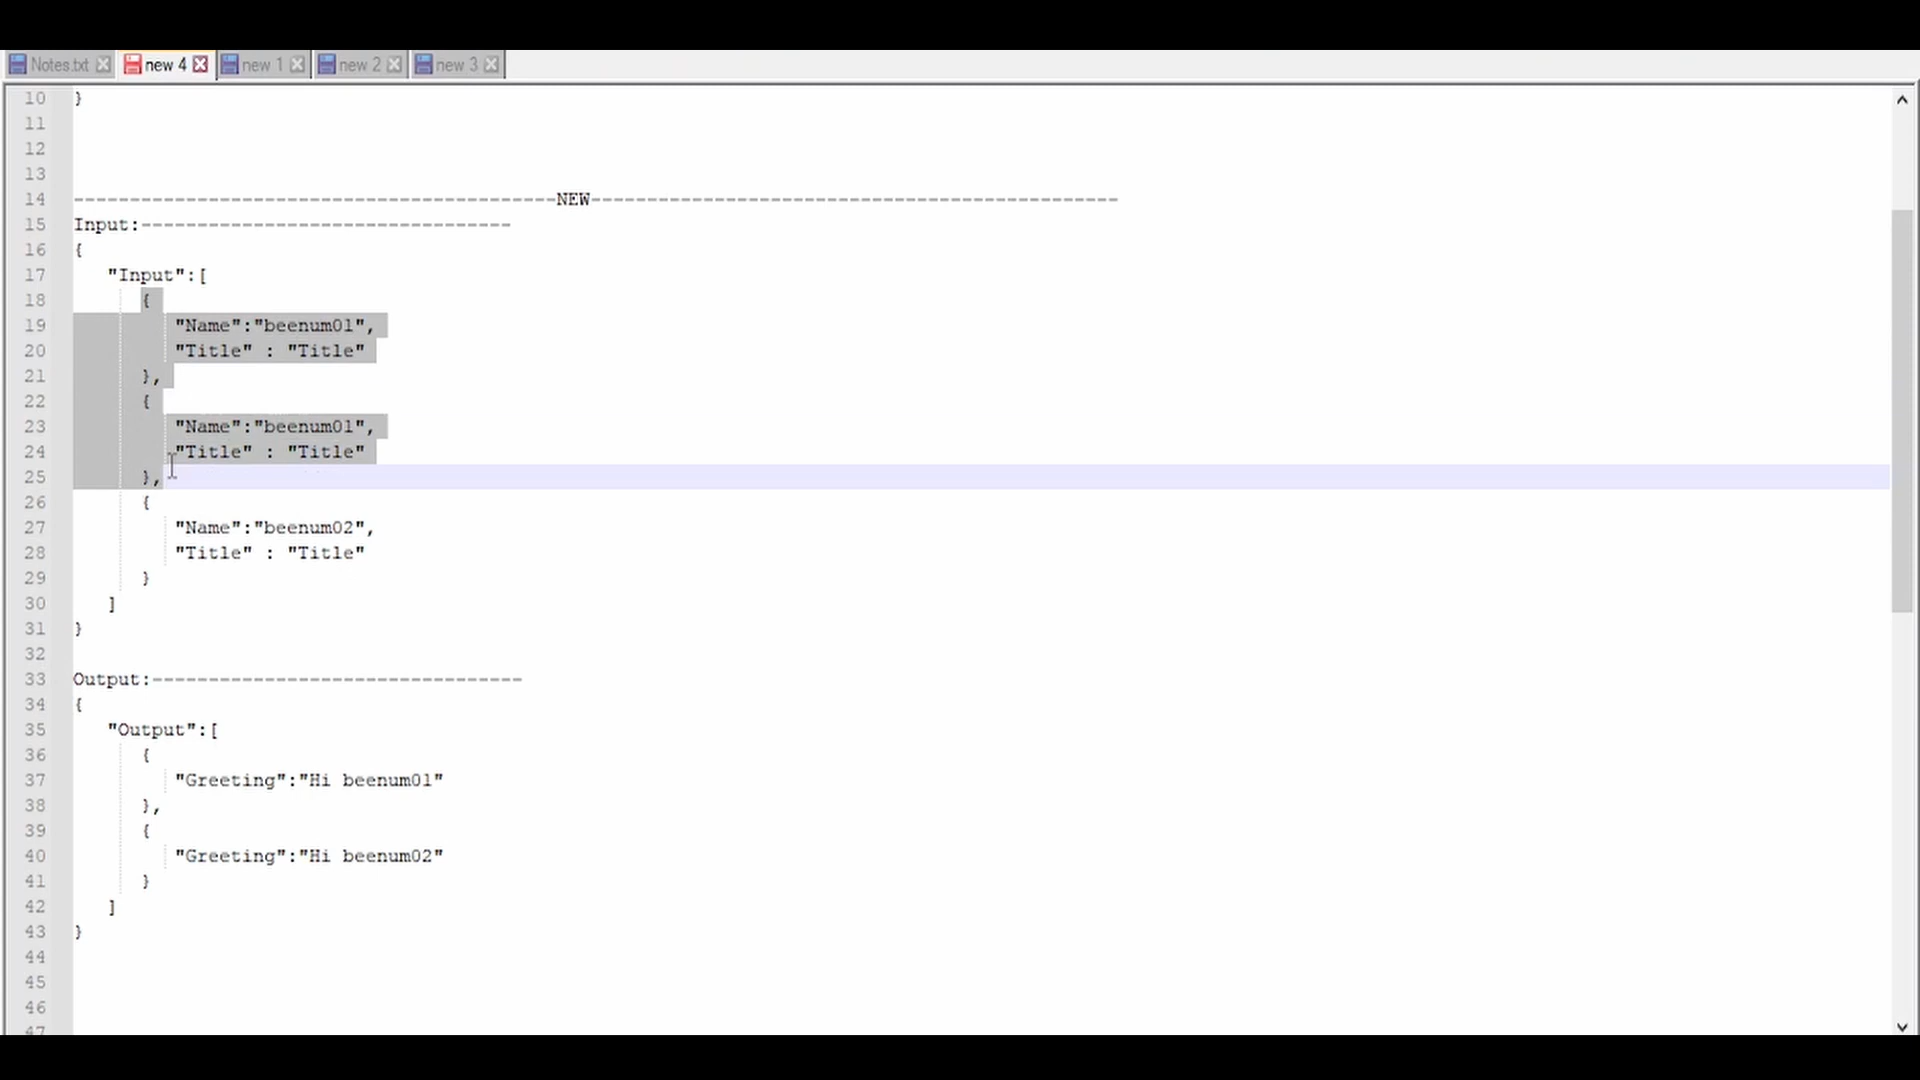 Notes.txt new 4 new 1 new 2 new 3
10 }
11
12
13
14 -------------------------------------------NEW-----------------------------------------------
15 Input:---------------------------------
16 {
17 "Input":[
18 {
19 "Name":"beenum01",
20 "Title" : "Title"
21 },
22 {
23 "Name":"beenum01",
24 "Title" : "Title"
25 },
26 {
27 "Name":"beenum02",
28 "Title" : "Title"
29 }
30 ]
31 }
32
33 Output:---------------------------------
34 {
35 "Output":[
36 {
37 "Greeting":"Hi beenum01"
38 },
39 {
40 "Greeting":"Hi beenum02"
41 }
42 ]
43 }
44
45
46
47